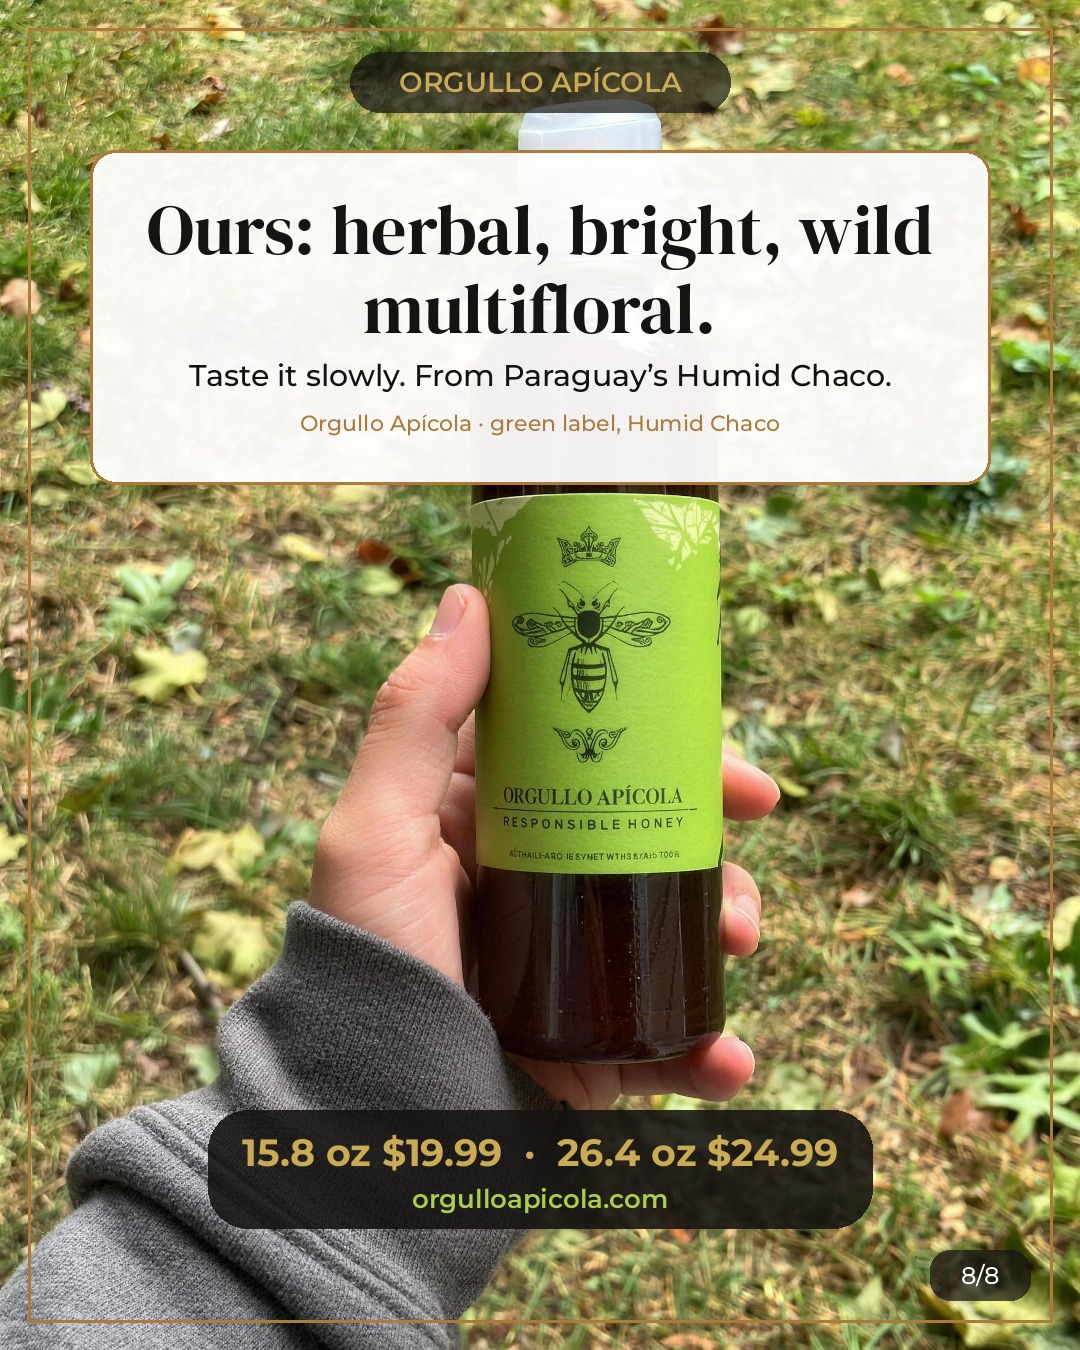 ORGULLO APÍCOLA
Ours: herbal, bright, wild
multifloral.
Taste it slowly. From Paraguay’s Humid Chaco.
Orgullo Apícola · green label, Humid Chaco
ORGULLO APÍCOLA
RESPONSIBLE HONEY
15.8 oz $19.99 · 26.4 oz $24.99
orgulloapicola.com
8/8